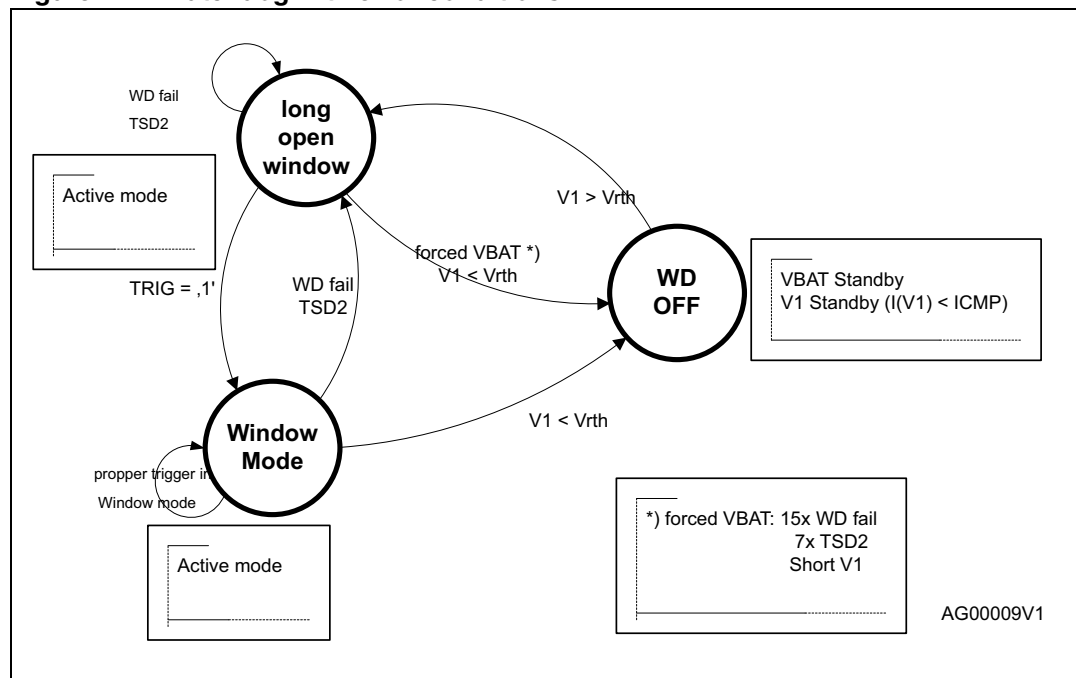 WD fail
TSD2
long
open
window
Active mode
V1 > Vrth
forced VBAT *)
V1 < Vrth
WD
OFF
VBAT Standby
V1 Standby (I(V1) < ICMP)
TRIG = ‚1'
WD fail
TSD2
V1 < Vrth
Window
Mode
propper trigger in
Window mode
Active mode
*) forced VBAT: 15x WD fail
7x TSD2
Short V1
AG00009V1